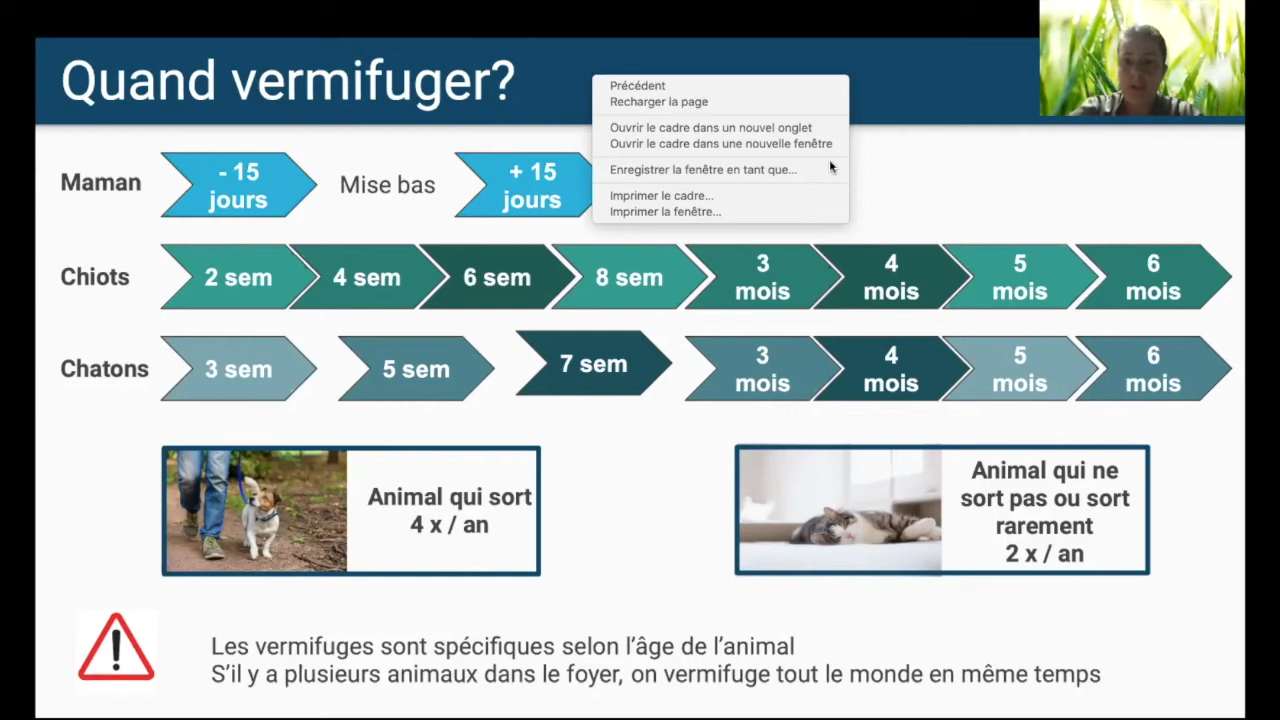 Quand vermifuger?
Précédent
Recharger la page
Ouvrir le cadre dans un nouvel onglet
Ouvrir le cadre dans une nouvelle fenêtre
Enregistrer la fenêtre en tant que...
Imprimer le cadre...
Imprimer la fenêtre...
Maman
- 15
jours
Mise bas
+ 15
jours
Chiots
2 sem
4 sem
6 sem
8 sem
3
mois
4
mois
5
mois
6
mois
Chatons
3 sem
5 sem
7 sem
3
mois
4
mois
5
mois
6
mois
Animal qui sort
4 x / an
Animal qui ne
sort pas ou sort
rarement
2 x / an
Les vermifuges sont spécifiques selon l'âge de l'animal
S'il y a plusieurs animaux dans le foyer, on vermifuge tout le monde en même temps